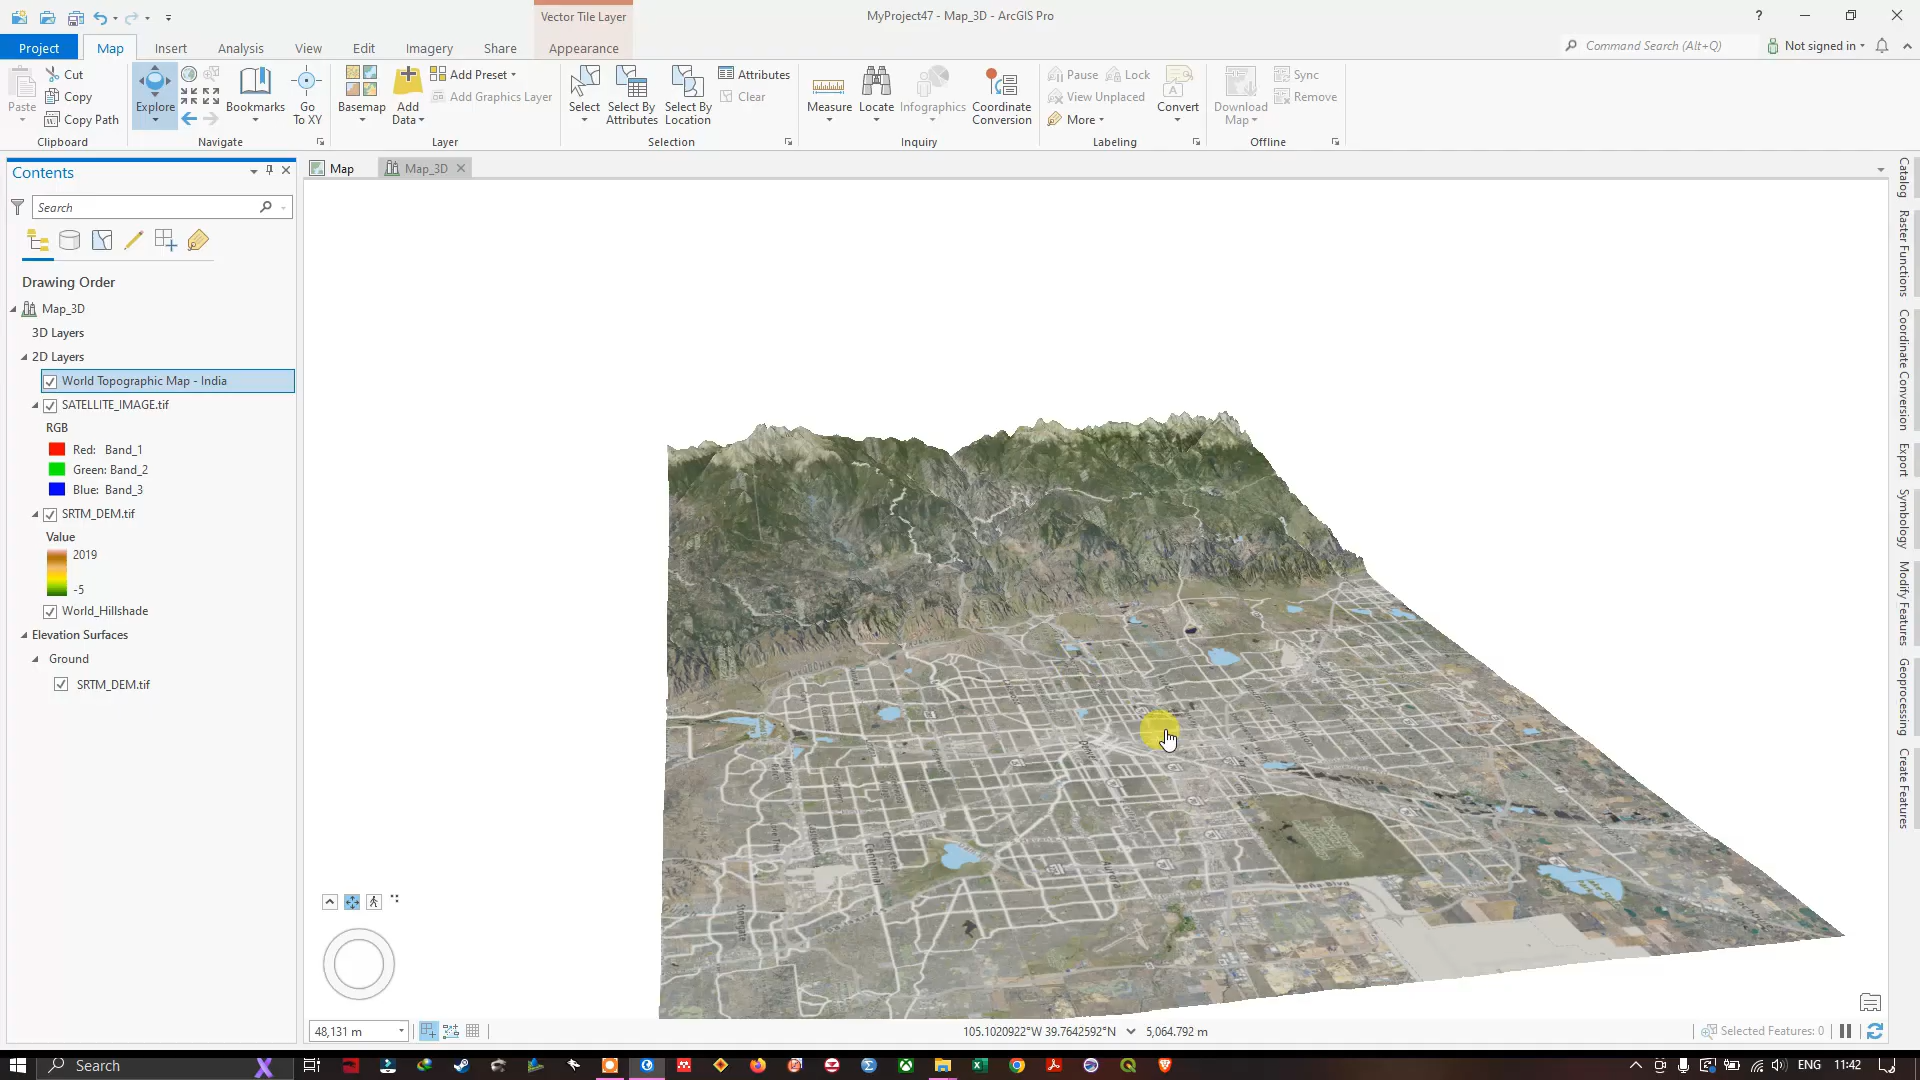 Vector Tile Layer
MyProject47 - Map_3D - ArcGIS Pro
?
Project
Map
Insert
Analysis
View
Edit
Imagery
Share
Appearance
Command Search (Alt+Q)
Not signed in
Paste
Cut
Copy
Copy Path
Clipboard
Explore
Bookmarks
Go
To XY
Navigate
Basemap
Add
Data
Add Preset
Add Graphics Layer
Layer
Select
Select By
Attributes
Select By
Location
Attributes
Clear
Selection
Measure
Locate
Infographics
Coordinate
Conversion
Inquiry
Pause
Lock
View Unplaced
More
Convert
Labeling
Download
Map
Sync
Remove
Offline
Contents
Search
Drawing Order
Map_3D
3D Layers
2D Layers
World Topographic Map - India
SATELLITE_IMAGE.tif
RGB
Red: Band_1
Green: Band_2
Blue: Band_3
SRTM_DEM.tif
Value
2019
-5
World_Hillshade
Elevation Surfaces
Ground
SRTM_DEM.tif
Map
Map_3D
Centennial
Aurora
Stonegate
Peña Blvd
Catalog
Raster Functions
Coordinate Conversion
Export
Symbology
Modify Features
Geoprocessing
Create Features
48,131 m
105.1020922°W 39.7642592°N
5,064.792 m
Selected Features: 0
Search
ENG
11:42